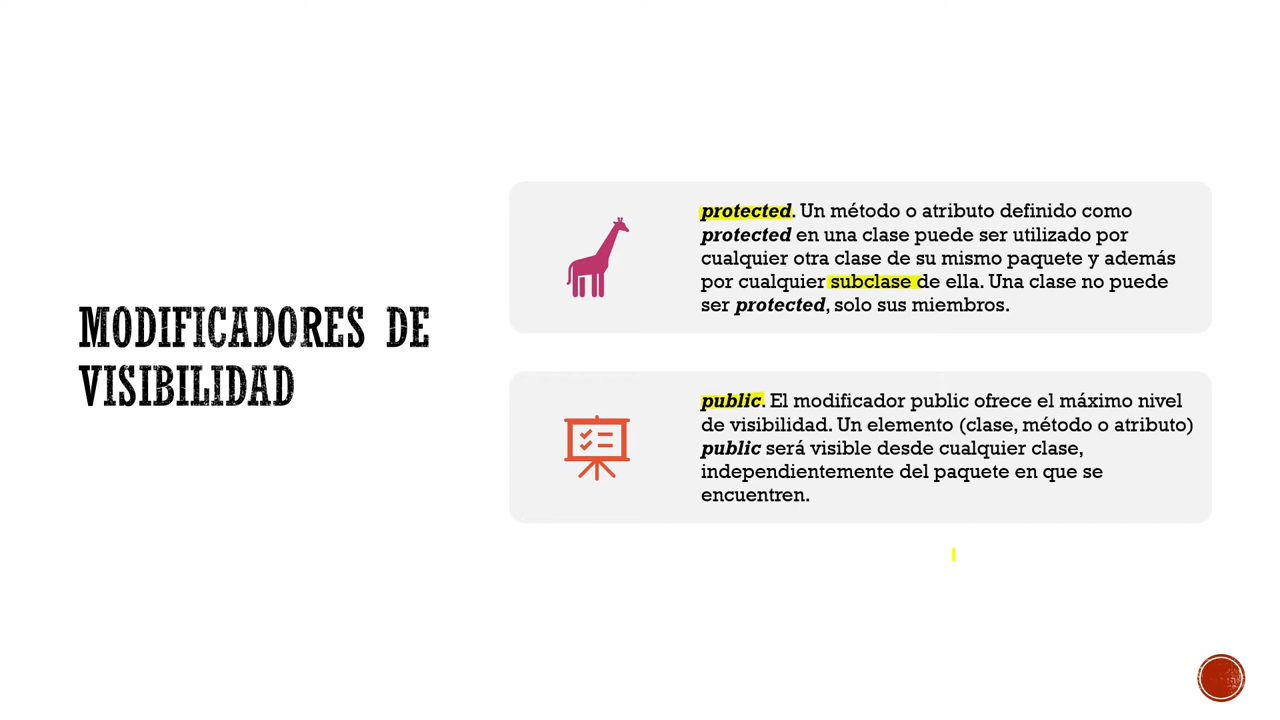 MODIFICADORES DE
VISIBILIDAD
protected. Un método o atributo definido como
protected en una clase puede ser utilizado por
cualquier otra clase de su mismo paquete y además
por cualquier subclase de ella. Una clase no puede
ser protected, solo sus miembros.
public. El modificador public ofrece el máximo nivel
de visibilidad. Un elemento (clase, método o atributo)
public será visible desde cualquier clase,
independientemente del paquete en que se
encuentren.